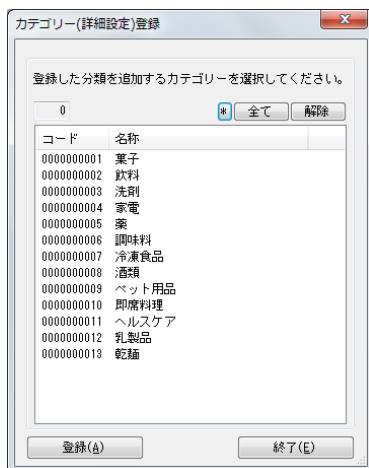 カテゴリー(詳細設定)登録
登録した分類を追加するカテゴリーを選択してください。
0 * 全て 解除
コード 名称
0000000001 菓子
0000000002 飲料
0000000003 洗剤
0000000004 家電
0000000005 薬
0000000006 調味料
0000000007 冷凍食品
0000000008 酒類
0000000009 ペット用品
0000000010 即席料理
0000000011 ヘルスケア
0000000012 乳製品
0000000013 乾麺
登録(A) 終了(E)